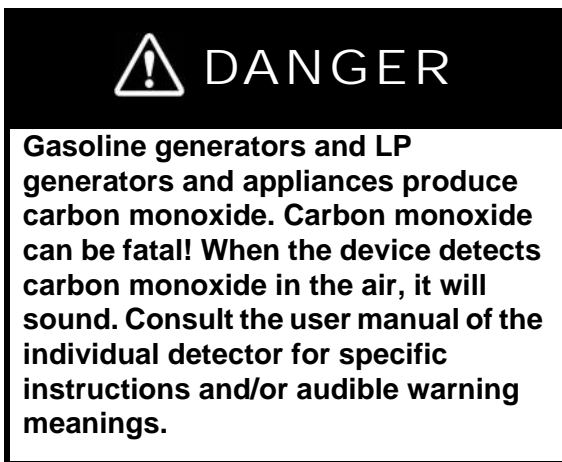 DANGER
Gasoline generators and LP
generators and appliances produce
carbon monoxide. Carbon monoxide
can be fatal! When the device detects
carbon monoxide in the air, it will
sound. Consult the user manual of the
individual detector for specific
instructions and/or audible warning
meanings.